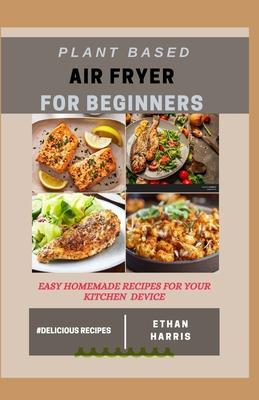 PLANT BASED
AIR FRYER
FOR BEGINNERS
EASY HOMEMADE RECIPES FOR YOUR
KITCHEN DEVICE
#DELICIOUS RECIPES
ETHAN
HARRIS